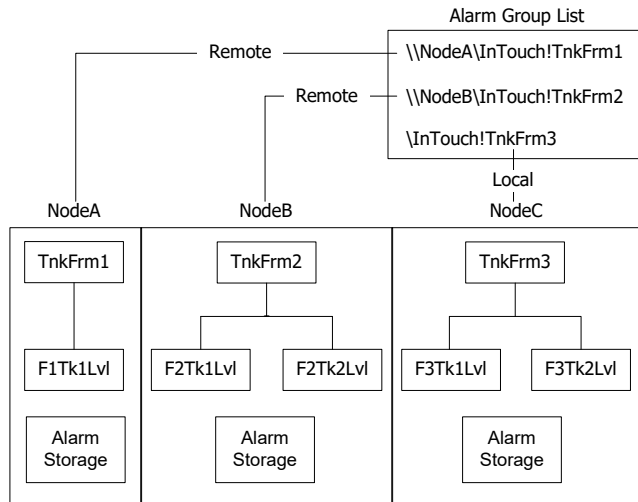 Alarm Group List
Remote
\\NodeA\InTouch!TnkFrm1
Remote
\\NodeB\InTouch!TnkFrm2
\InTouch!TnkFrm3
Local
NodeA
NodeB
NodeC
TnkFrm1
TnkFrm2
TnkFrm3
F1Tk1Lvl
F2Tk1Lvl
F2Tk2Lvl
F3Tk1Lvl
F3Tk2Lvl
Alarm
Storage
Alarm
Storage
Alarm
Storage